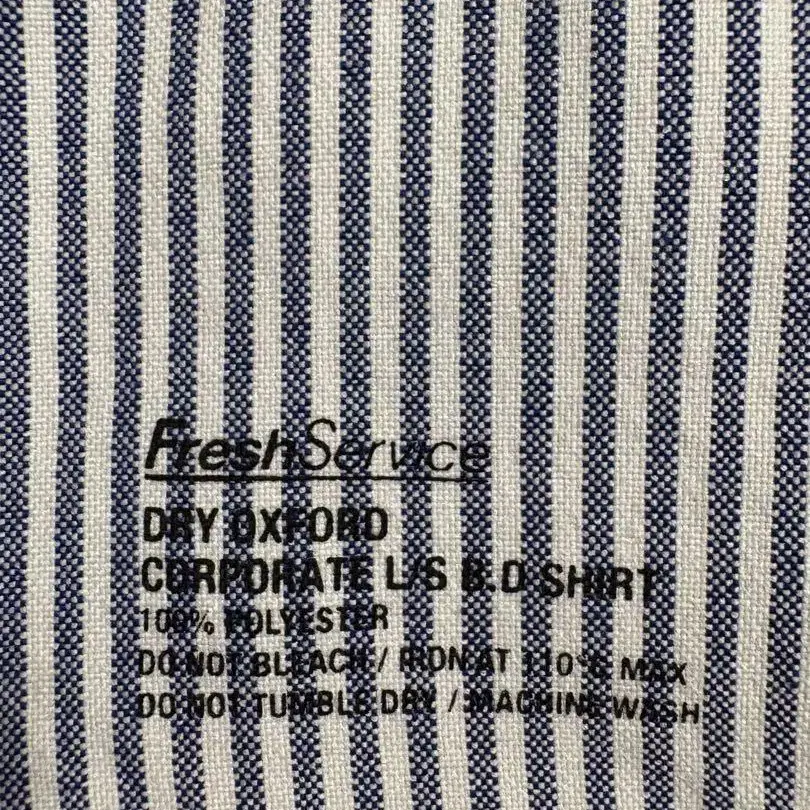 FreshService
DRY OXFORD
CORPORATE L/S B.D SHIRT
100% POLYESTER
DO NOT BLEACH / IRON AT 110°C MAX
DO NOT TUMBLE DRY / MACHINE WASH